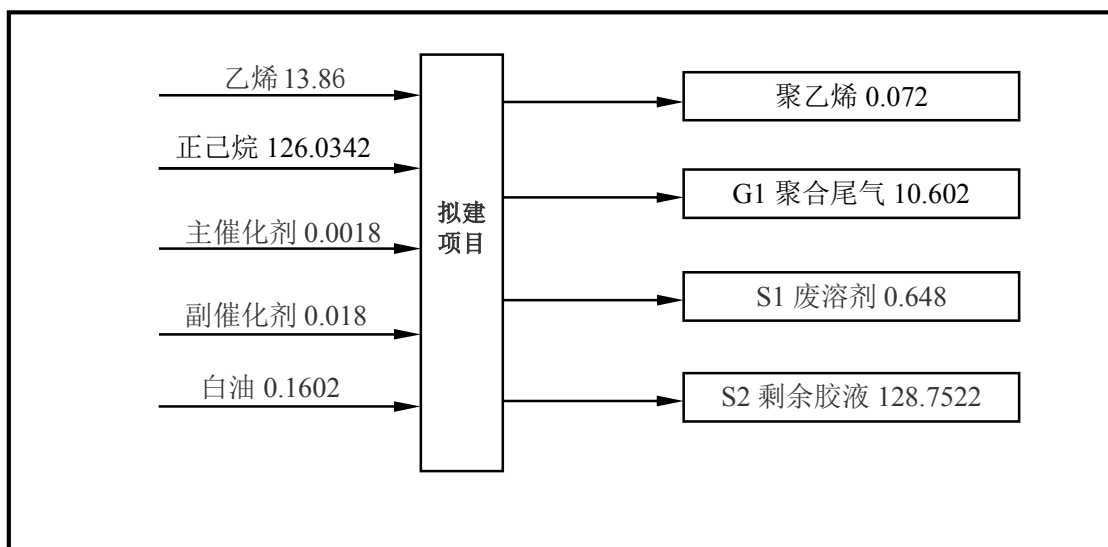 乙烯 13.86
正己烷 126.0342
主催化剂 0.0018
副催化剂 0.018
白油 0.1602
拟建
项目
聚乙烯 0.072
G1 聚合尾气 10.602
S1 废溶剂 0.648
S2 剩余胶液 128.7522